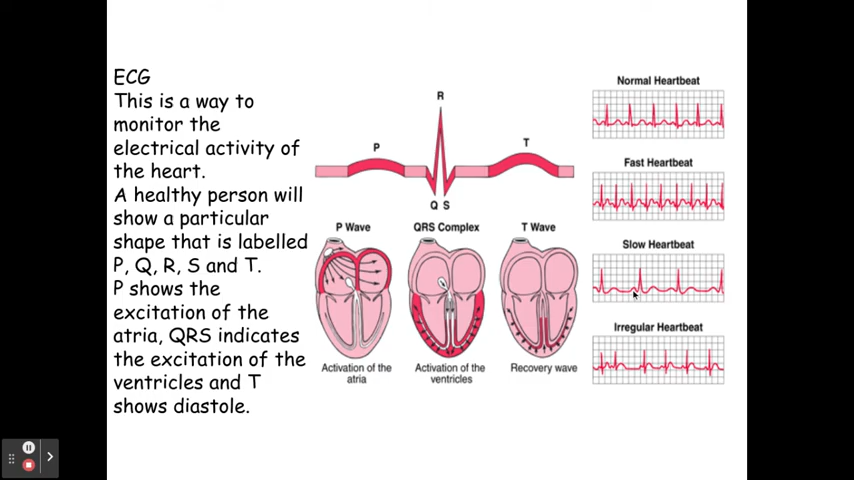 ECG
This is a way to
monitor the
electrical activity of
the heart.
A healthy person will
show a particular
shape that is labelled
P, Q, R, S and T.
P shows the
excitation of the
atria, QRS indicates
the excitation of the
ventricles and T
shows diastole.
R
P
T
Q S
P Wave
QRS Complex
T Wave
Activation of the
atria
Activation of the
ventricles
Recovery wave
Normal Heartbeat
Fast Heartbeat
Slow Heartbeat
Irregular Heartbeat